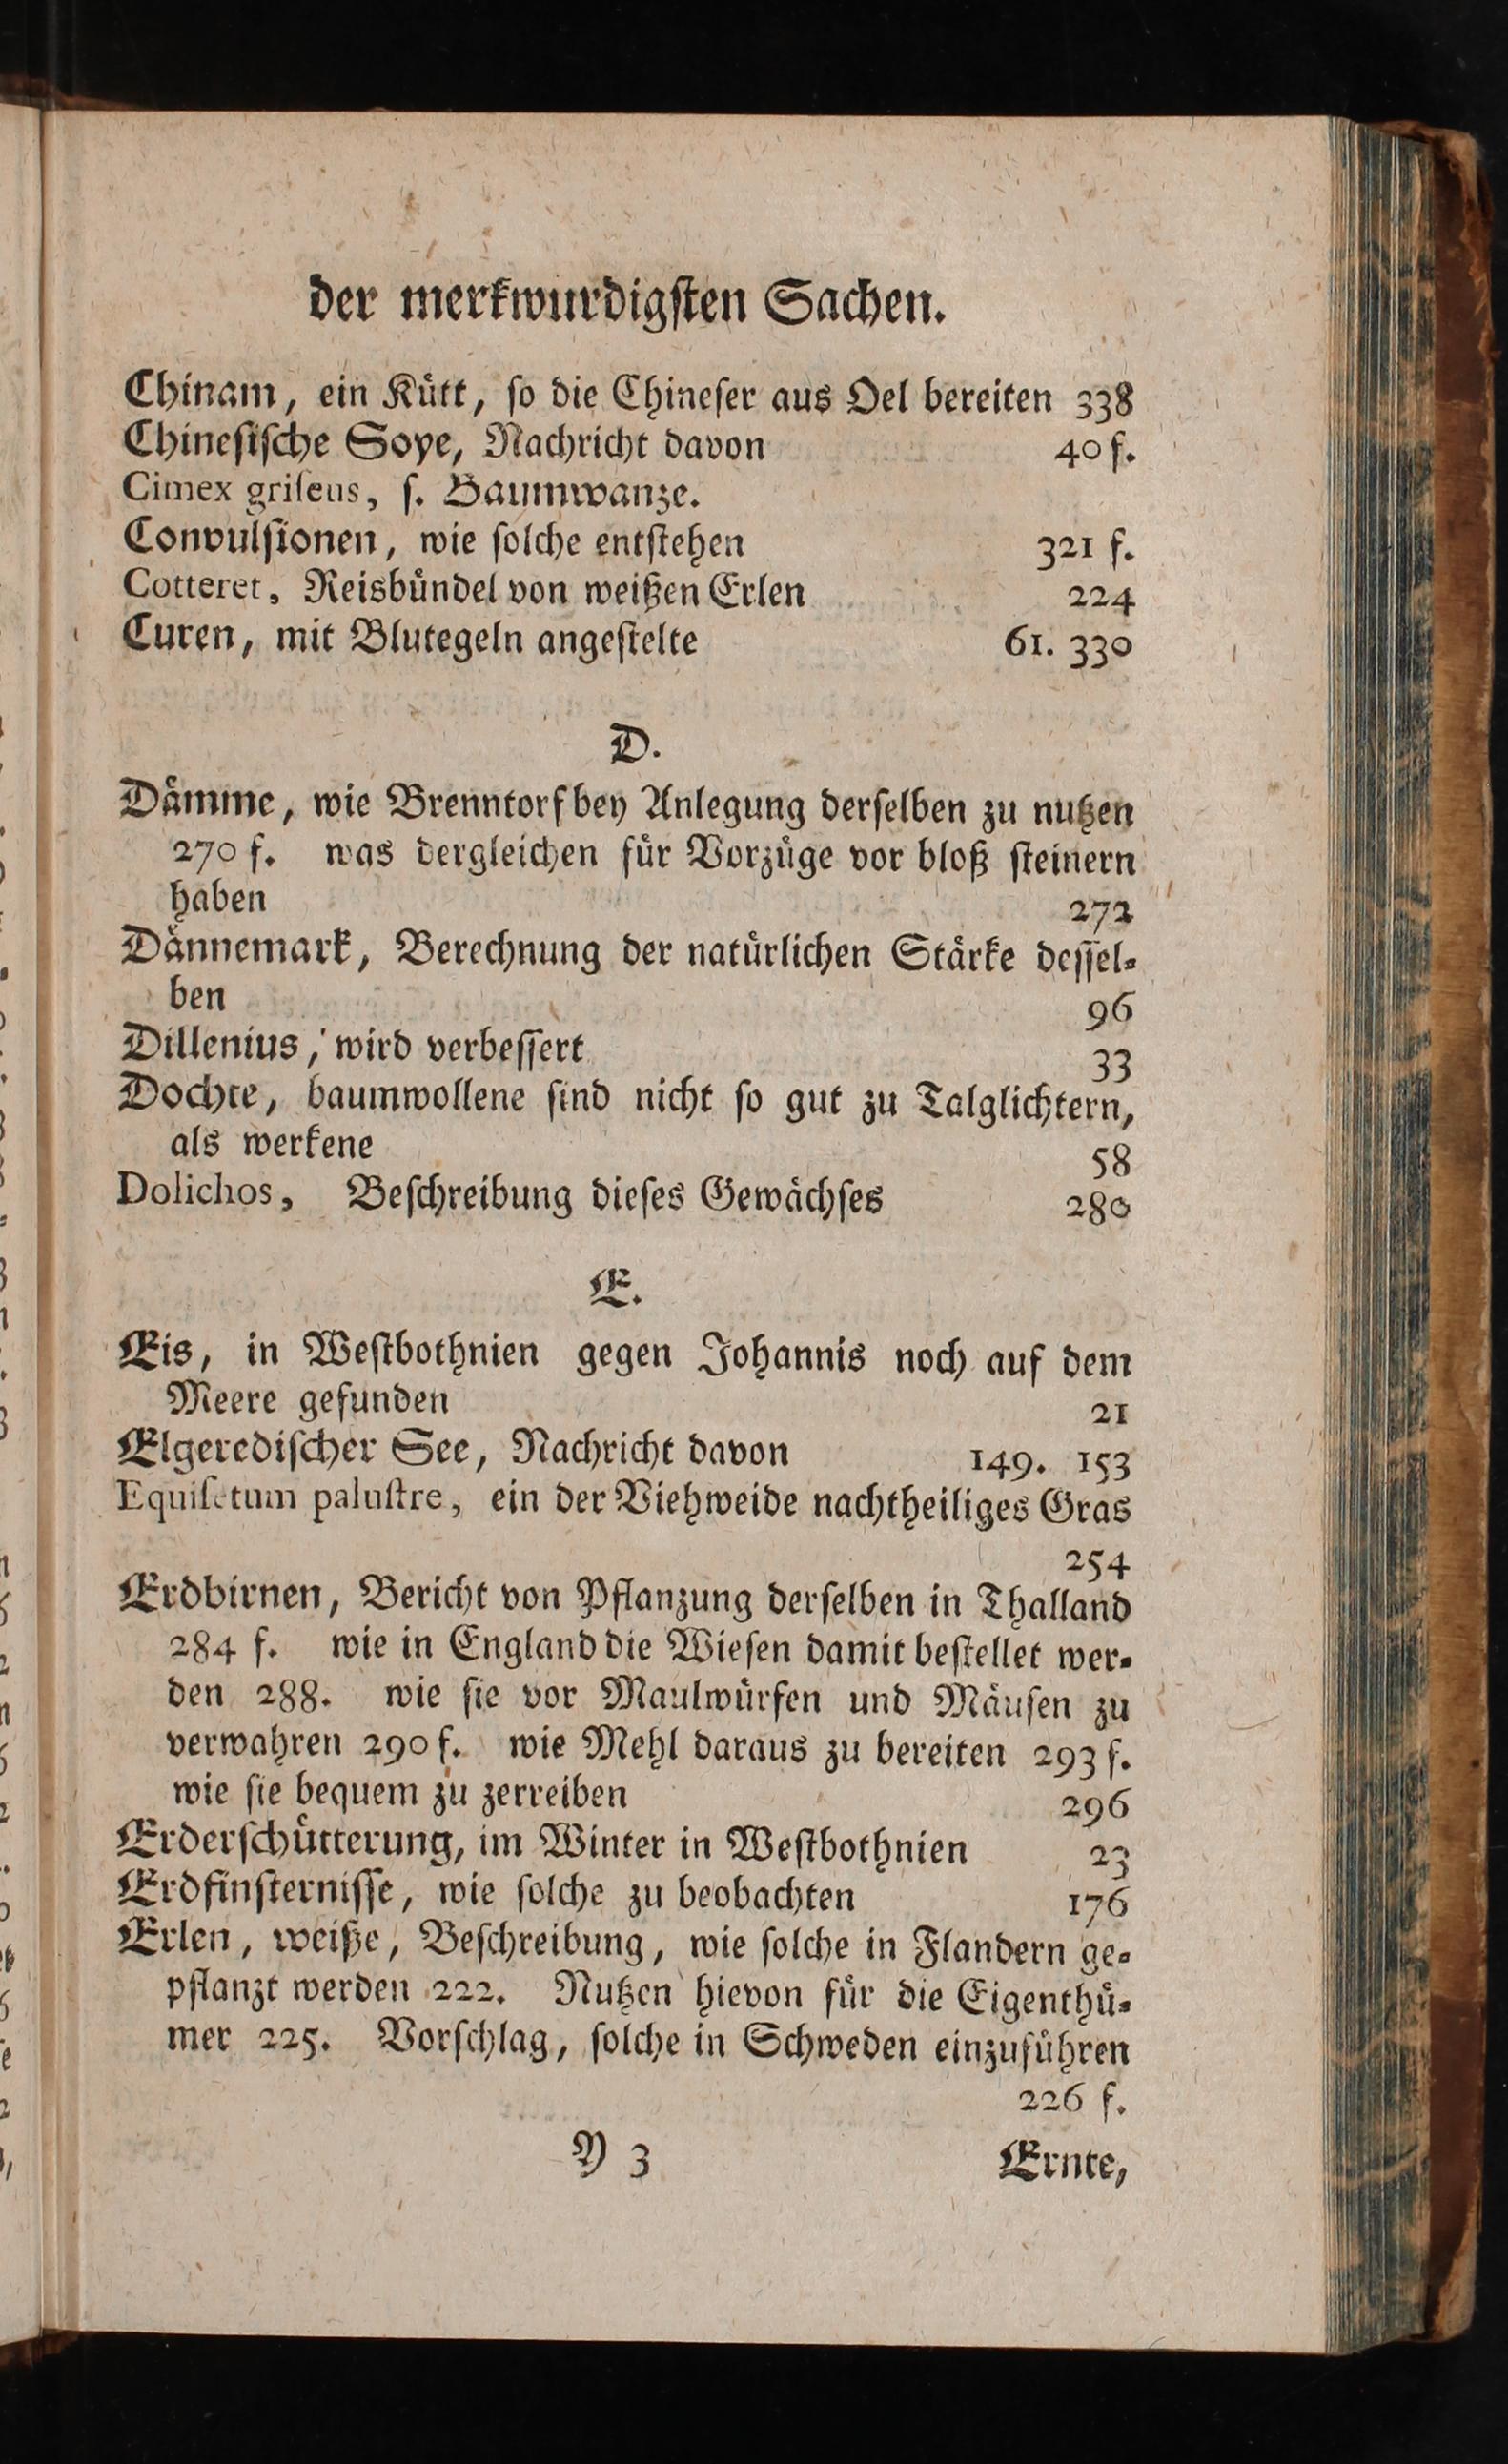 der merkwurdigſten Sachen.
Chinam, ein Kütt, ſo die Chineſer aus Oel bereiten 338
Chineſiſche Soye, Nachricht davon 40 f.
Cimex griſeus, ſ. Baumwanze.
Convulſionen, wie ſolche entſtehen 321 f.
Cotteret, Reisbündel von weißen Erlen 224
Curen, mit Blutegeln angeſtelte 61. 330
D.
Dämme, wie Brenntorf bey Anlegung derſelben zu nutzen
270 f. was dergleichen für Vorzüge vor bloß ſteinern
haben 272
Dännemark, Berechnung der natürlichen Stärke deſſel-
ben 96
Dillenius, wird verbeſſert 33
Dochte, baumwollene ſind nicht ſo gut zu Talglichtern,
als werkene 58
Dolichos, Beſchreibung dieſes Gewächſes 280
E.
Eis, in Weſtbothnien gegen Johannis noch auf dem
Meere gefunden 21
Elgerediſcher See, Nachricht davon 149. 153
Equiſetum paluſtre, ein der Viehweide nachtheiliges Gras
254
Erdbirnen, Bericht von Pflanzung derſelben in Thalland
284 f. wie in England die Wieſen damit beſtellet wer-
den 288. wie ſie vor Maulwürfen und Mäuſen zu
verwahren 290 f. wie Mehl daraus zu bereiten 293 f.
wie ſie bequem zu zerreiben 296
Erderſchütterung, im Winter in Weſtbothnien 23
Erdfinſterniſſe, wie ſolche zu beobachten 176
Erlen, weiße, Beſchreibung, wie ſolche in Flandern ge-
pflanzt werden 222. Nutzen hievon für die Eigenthü-
mer 225. Vorſchlag, ſolche in Schweden einzuführen
226 f.
Y 3 Ernte,